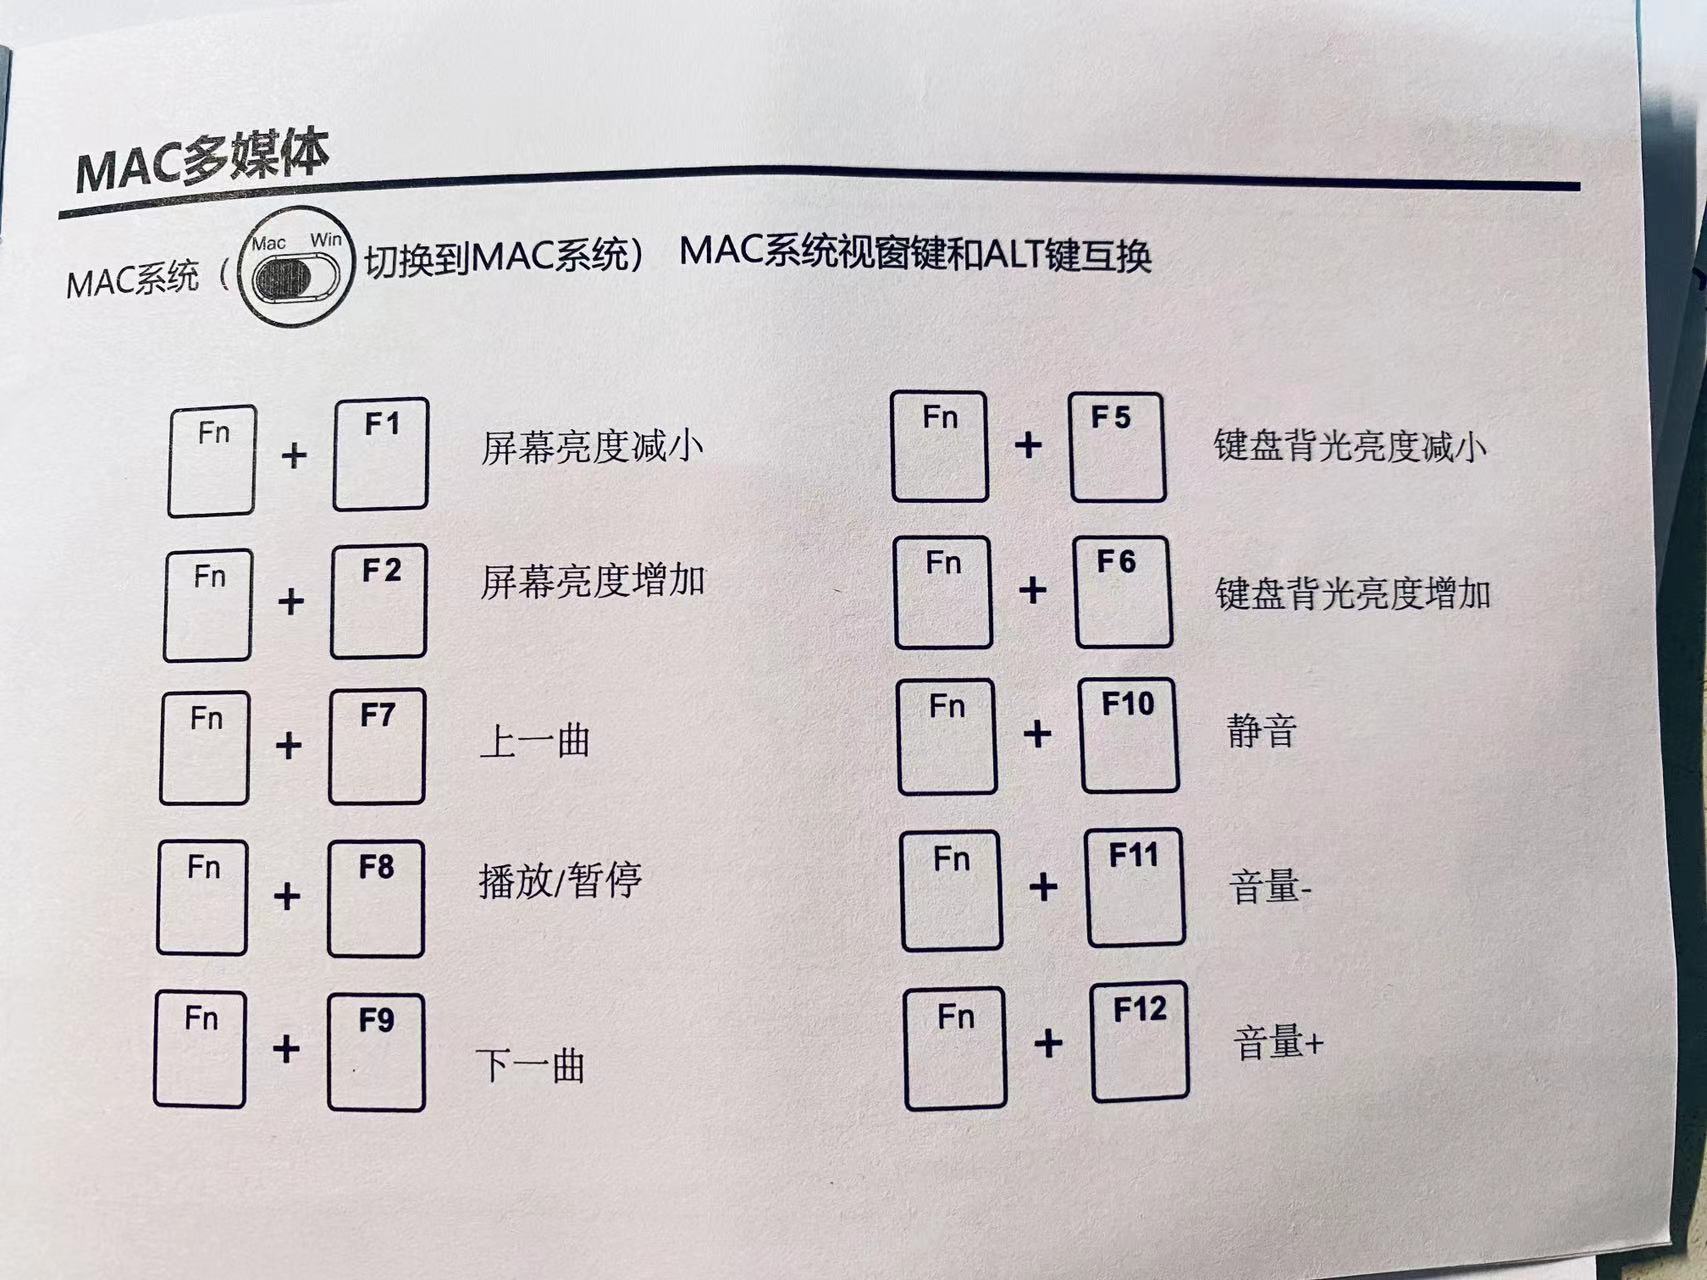 MAC多媒体
MAC系统（ Mac Win 切换到MAC系统） MAC系统视窗键和ALT键互换
Fn + F1 屏幕亮度减小
Fn + F5 键盘背光亮度减小
Fn + F2 屏幕亮度增加
Fn + F6 键盘背光亮度增加
Fn + F7 上一曲
Fn + F10 静音
Fn + F8 播放/暂停
Fn + F11 音量-
Fn + F9 下一曲
Fn + F12 音量+